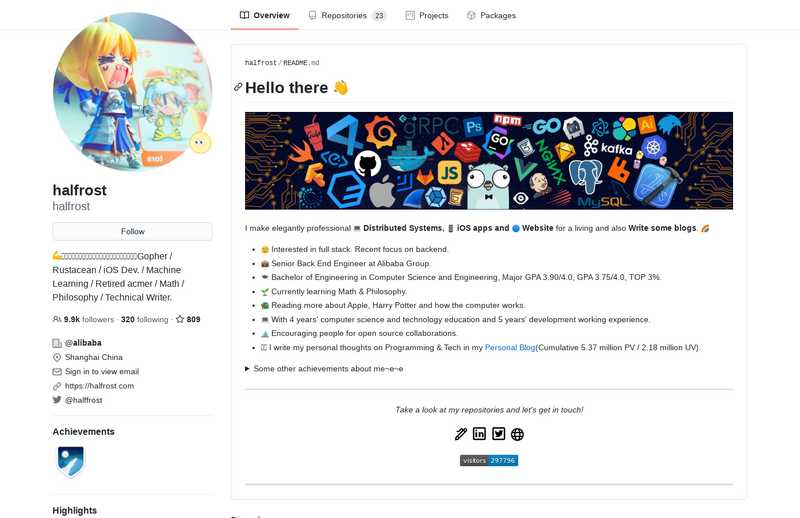 Overview
Repositories 23
Projects
Packages
halfrost
halfrost
Follow
Gopher /
Rustacean / iOS Dev. / Machine
Learning / Retired acmer / Math /
Philosophy / Technical Writer.
9.9k followers · 320 following · 809
@alibaba
Shanghai China
Sign in to view email
https://halfrost.com
@halffrost
Achievements
Highlights
halfrost/README.md
Hello there 👋
gRPC
Ps
npm
GO
Ai
GO
JS
NGINX
kafka
MySQL
I make elegantly professional 💻 Distributed Systems, 📱 iOS apps and 🔵 Website for a living and also Write some blogs. 🌈
Interested in full stack. Recent focus on backend.
Senior Back End Engineer at Alibaba Group.
Bachelor of Engineering in Computer Science and Engineering, Major GPA 3.90/4.0, GPA 3.75/4.0, TOP 3%.
Currently learning Math & Philosophy.
Reading more about Apple, Harry Potter and how the computer works.
With 4 years' computer science and technology education and 5 years' development working experience.
Encouraging people for open source collaborations.
I write my personal thoughts on Programming & Tech in my Personal Blog(Cumulative 5.37 million PV / 2.18 million UV).
Some other achievements about me~e~e
Take a look at my repositories and let's get in touch!
visitors 297796